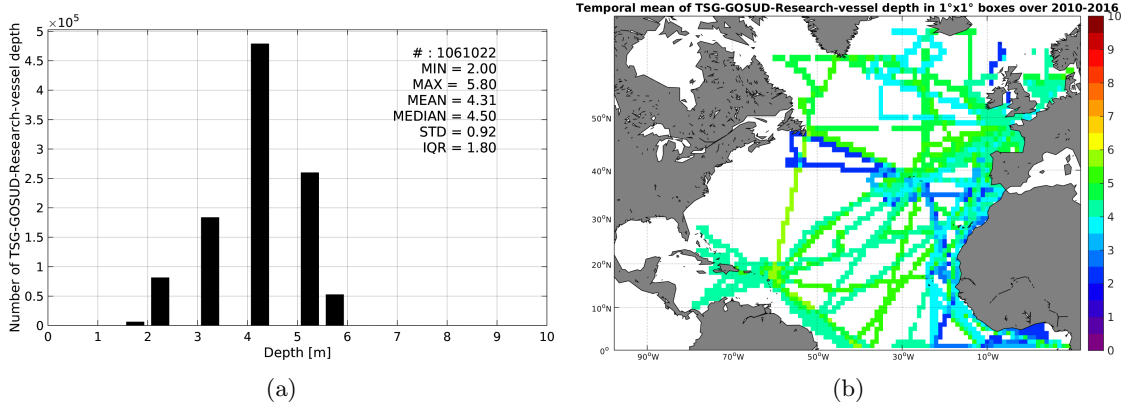 ×10⁵
5
4.5
4
3.5
3
2.5
2
1.5
1
0.5
0
Number of TSG-GOSUD-Research-vessel depth
# : 1061022
MIN = 2.00
MAX = 5.80
MEAN = 4.31
MEDIAN = 4.50
STD = 0.92
IQR = 1.80
0 1 2 3 4 5 6 7 8 9 10
Depth [m]
(a)
Temporal mean of TSG-GOSUD-Research-vessel depth in 1°x1° boxes over 2010-2016
50°N
40°N
30°N
20°N
10°N
0°
90°W 70°W 50°W 30°W 10°W
10
9
8
7
6
5
4
3
2
1
0
(b)